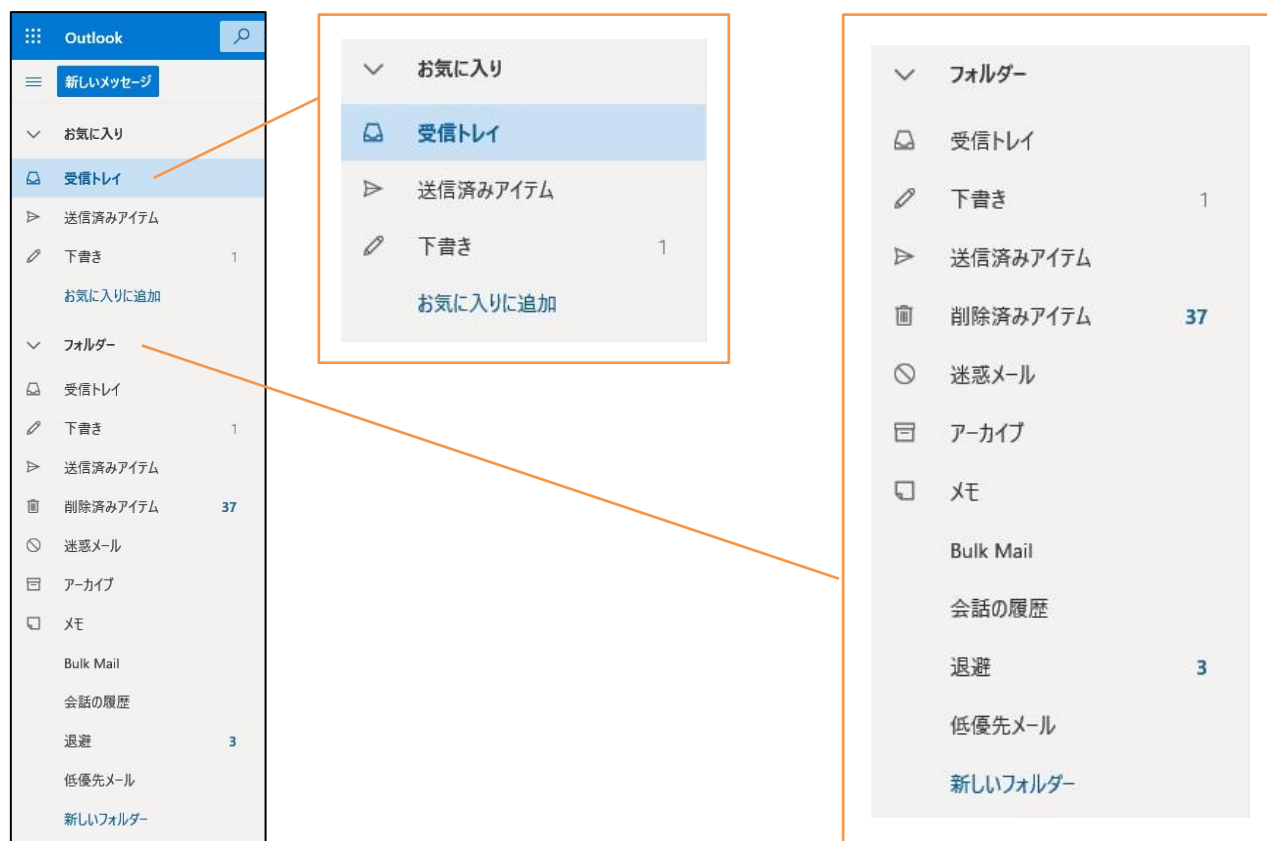 Outlook
新しいメッセージ
お気に入り
受信トレイ
送信済みアイテム
下書き 1
お気に入りに追加
フォルダー
受信トレイ
下書き 1
送信済みアイテム
削除済みアイテム 37
迷惑メール
アーカイブ
メモ
Bulk Mail
会話の履歴
退避 3
低優先メール
新しいフォルダー
お気に入り
受信トレイ
送信済みアイテム
下書き 1
お気に入りに追加
フォルダー
受信トレイ
下書き 1
送信済みアイテム
削除済みアイテム 37
迷惑メール
アーカイブ
メモ
Bulk Mail
会話の履歴
退避 3
低優先メール
新しいフォルダー